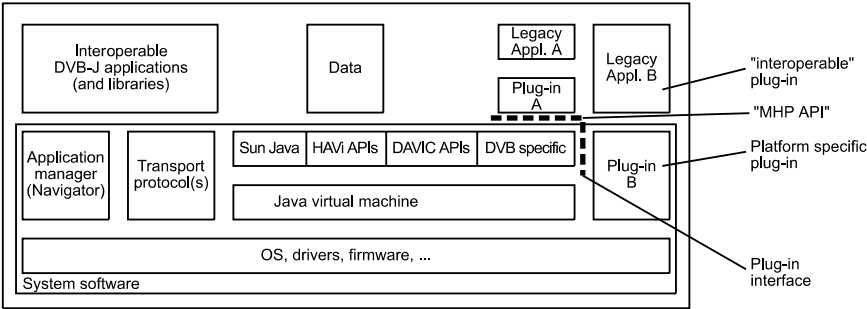 Interoperable
DVB-J applications
(and libraries)
Data
Legacy
Appl. A
Plug-in
A
Legacy
Appl. B
"interoperable"
plug-in
"MHP API"
Application
manager
(Navigator)
Transport
protocol(s)
Sun Java
HAVi APIs
DAVIC APIs
DVB specific
Java virtual machine
Plug-in
B
Platform specific
plug-in
OS, drivers, firmware, ...
System software
Plug-in
interface